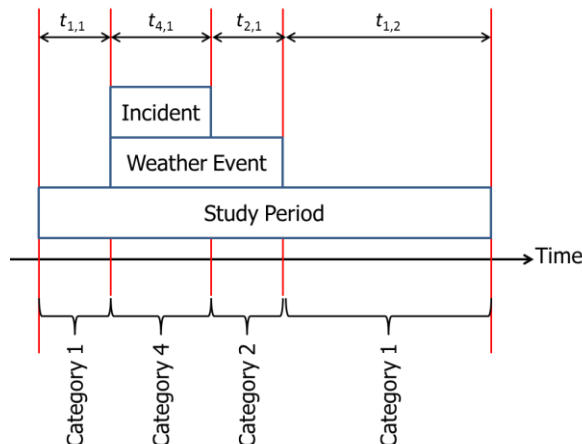 t1,1 t4,1 t2,1 t1,2
Incident
Weather Event
Study Period
Time
Category 1
Category 4
Category 2
Category 1